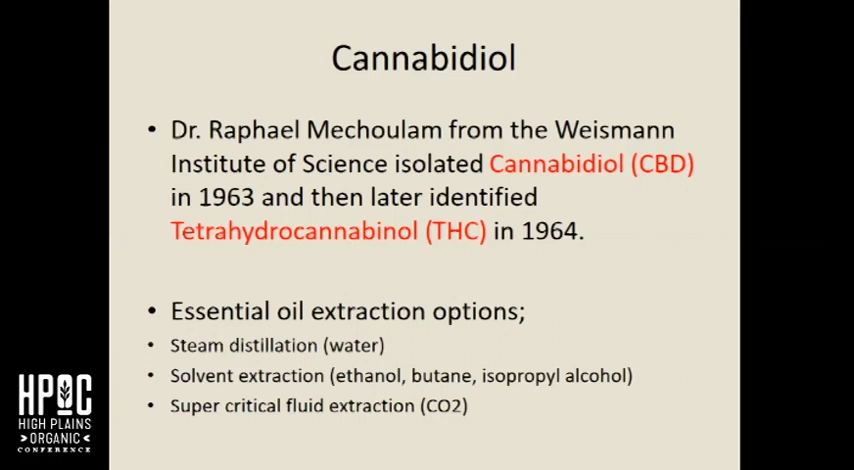 Cannabidiol
• Dr. Raphael Mechoulam from the Weismann
Institute of Science isolated Cannabidiol (CBD)
in 1963 and then later identified
Tetrahydrocannabinol (THC) in 1964.
• Essential oil extraction options;
• Steam distillation (water)
• Solvent extraction (ethanol, butane, isopropyl alcohol)
• Super critical fluid extraction (CO2)
HPOC
HIGH PLAINS
ORGANIC
CONFERENCE